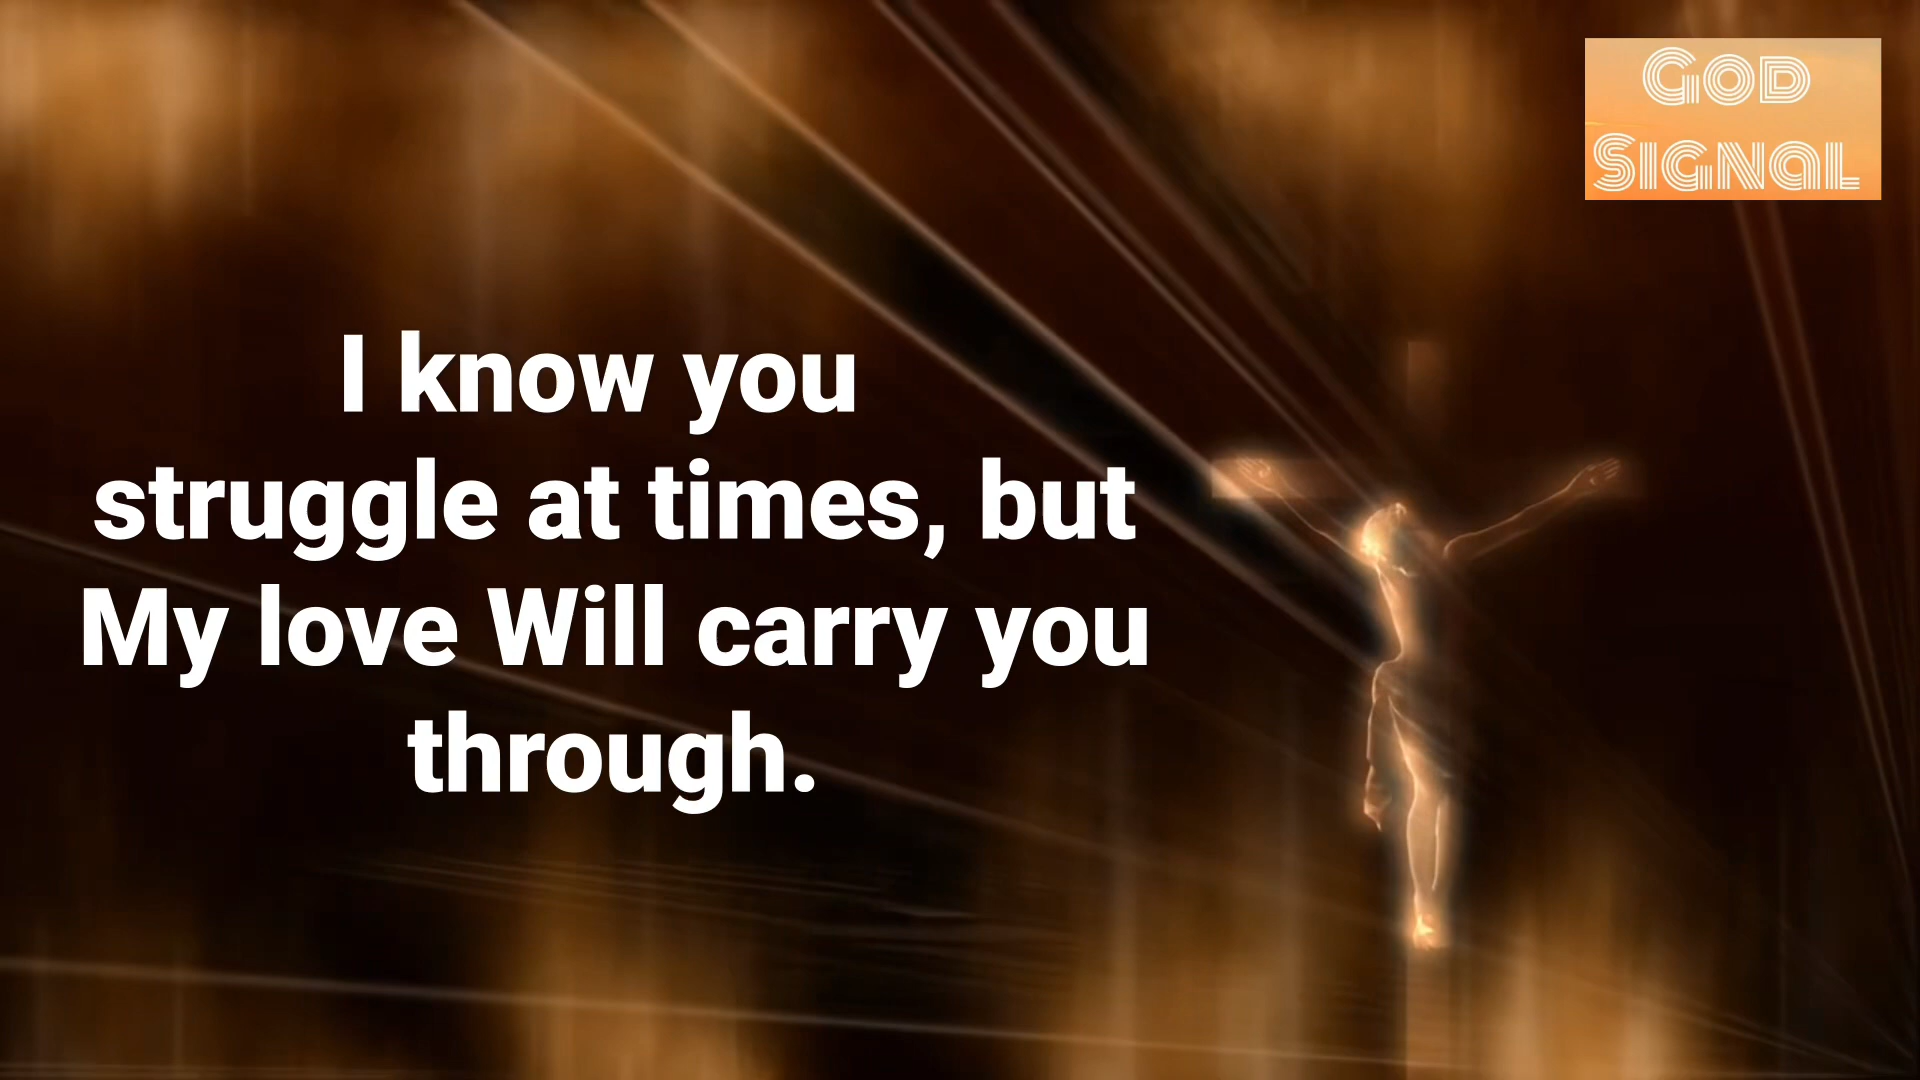 God
Signal
I know you
struggle at times, but
My love Will carry you
through.